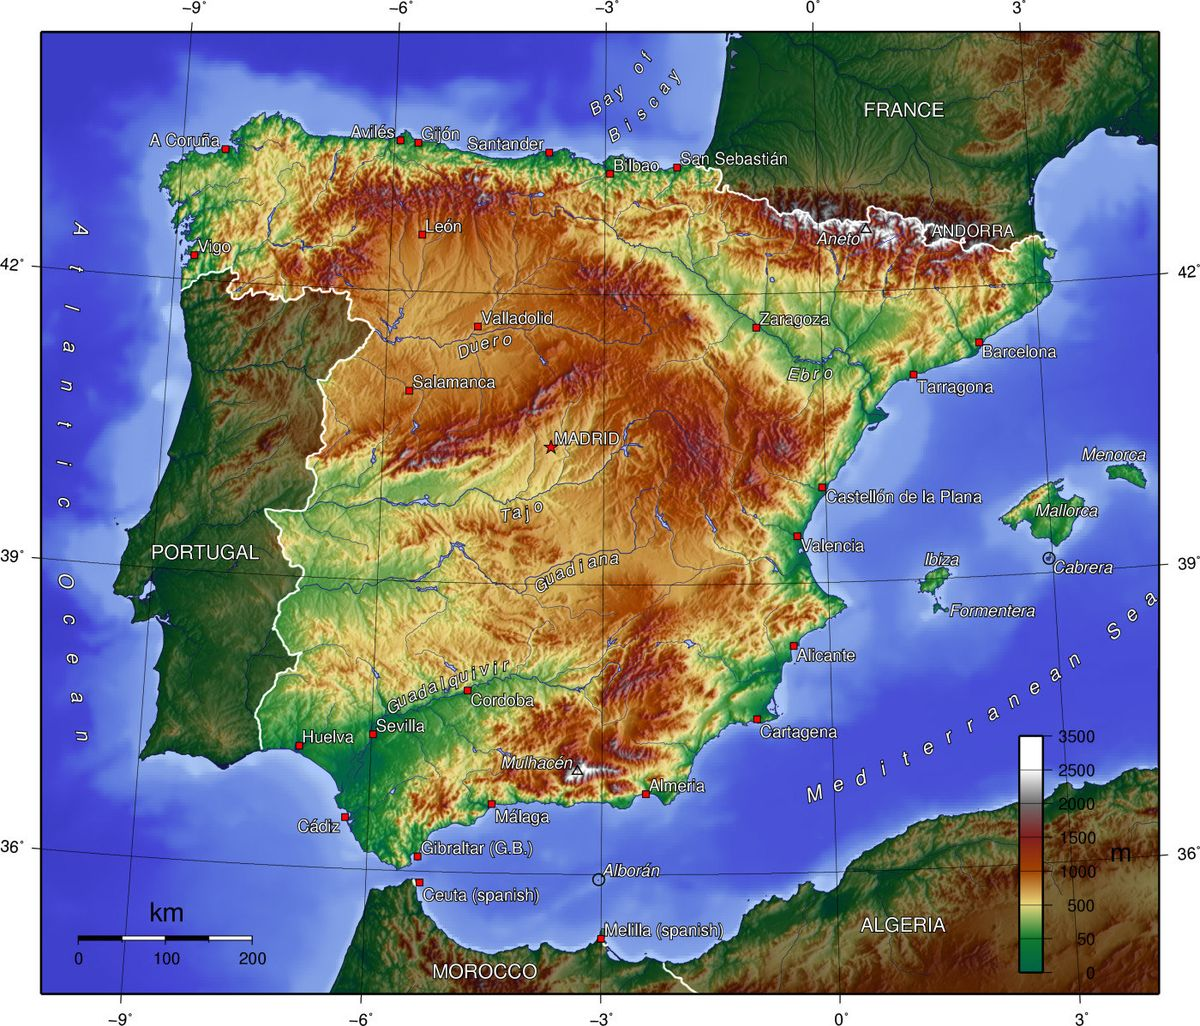 -9°
-6°
-3°
0°
3°
Bay of
Biscay
FRANCE
A Coruña
Avilés
Gijón
Santander
Bilbao
San Sebastián
Vigo
León
Aneto
ANDORRA
42°
42°
Valladolid
Duero
Zaragoza
Barcelona
Salamanca
Ebro
Tarragona
MADRID
Menorca
Castellón de la Plana
Mallorca
Tajo
Valencia
PORTUGAL
39°
39°
Guadiana
Ibiza
Cabrera
Formentera
Atlantic Ocean
Alicante
Guadalquivir
Cordoba
Huelva
Sevilla
Cartagena
Mediterranean Sea
Mulhacén
Almeria
Málaga
Cádiz
Gibraltar (G.B.)
36°
36°
Alborán
Ceuta (spanish)
Melilla (spanish)
ALGERIA
MOROCCO
km
0
100
200
3500
2500
2000
1500
1000
500
50
0
m
-9°
-6°
-3°
0°
3°